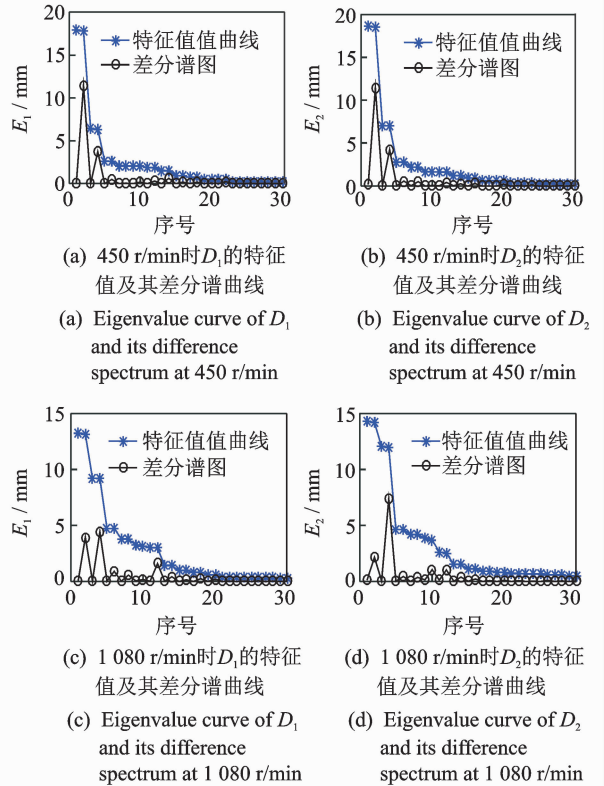 20
15
10
5
0
E₁ / mm
特征值值曲线
差分谱图
0
10
20
30
序号
(a) 450 r/min时D₁的特征
值及其差分谱曲线
(a) Eigenvalue curve of D₁
and its difference
spectrum at 450 r/min
20
15
10
5
0
E₂ / mm
特征值值曲线
差分谱图
0
10
20
30
序号
(b) 450 r/min时D₂的特征
值及其差分谱曲线
(b) Eigenvalue curve of D₂
and its difference
spectrum at 450 r/min
15
10
5
0
E₁ / mm
特征值值曲线
差分谱图
0
10
20
30
序号
(c) 1 080 r/min时D₁的特征
值及其差分谱曲线
(c) Eigenvalue curve of D₁
and its difference
spectrum at 1 080 r/min
15
10
5
0
E₂ / mm
特征值值曲线
差分谱图
0
10
20
30
序号
(d) 1 080 r/min时D₂的特征
值及其差分谱曲线
(d) Eigenvalue curve of D₂
and its difference
spectrum at 1 080 r/min